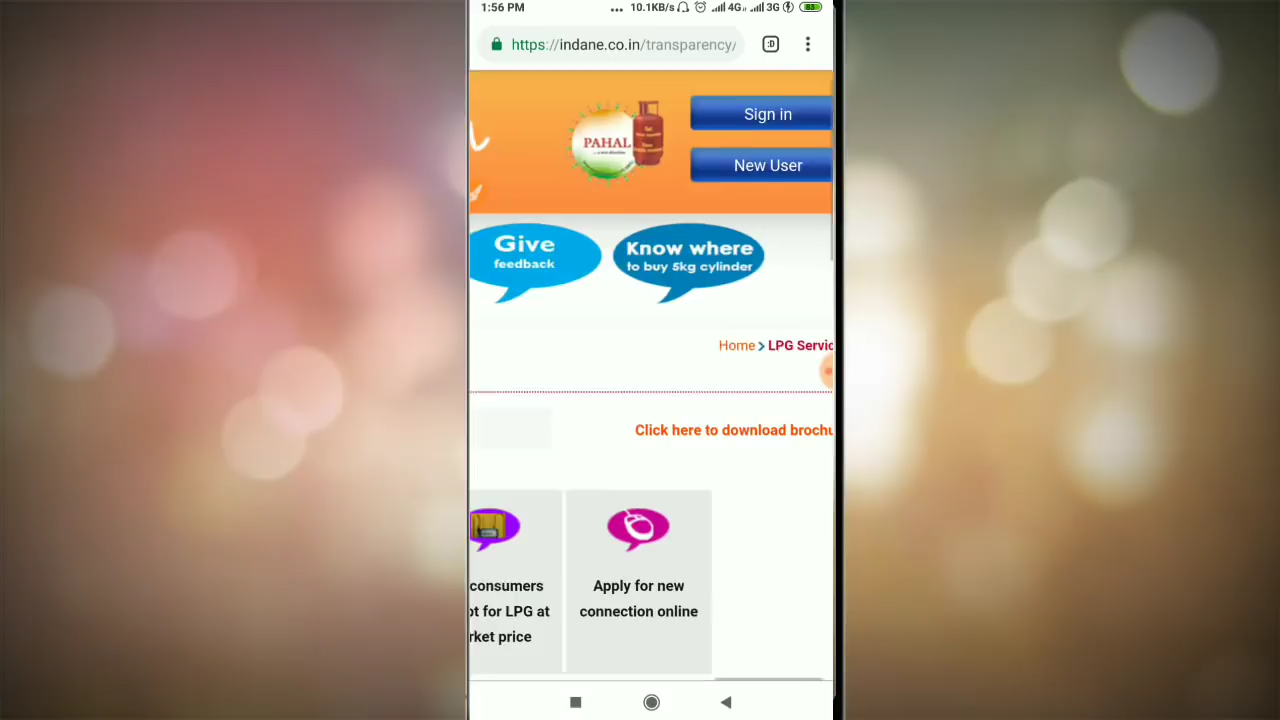 1:56 PM
10.1KB/s
4G
3G
83
https://indane.co.in/transparency/
:D
PAHAL
Sign in
New User
Give
feedback
Know where
to buy 5kg cylinder
Home > LPG Servic
Click here to download brochu
consumers
ot for LPG at
rket price
Apply for new
connection online